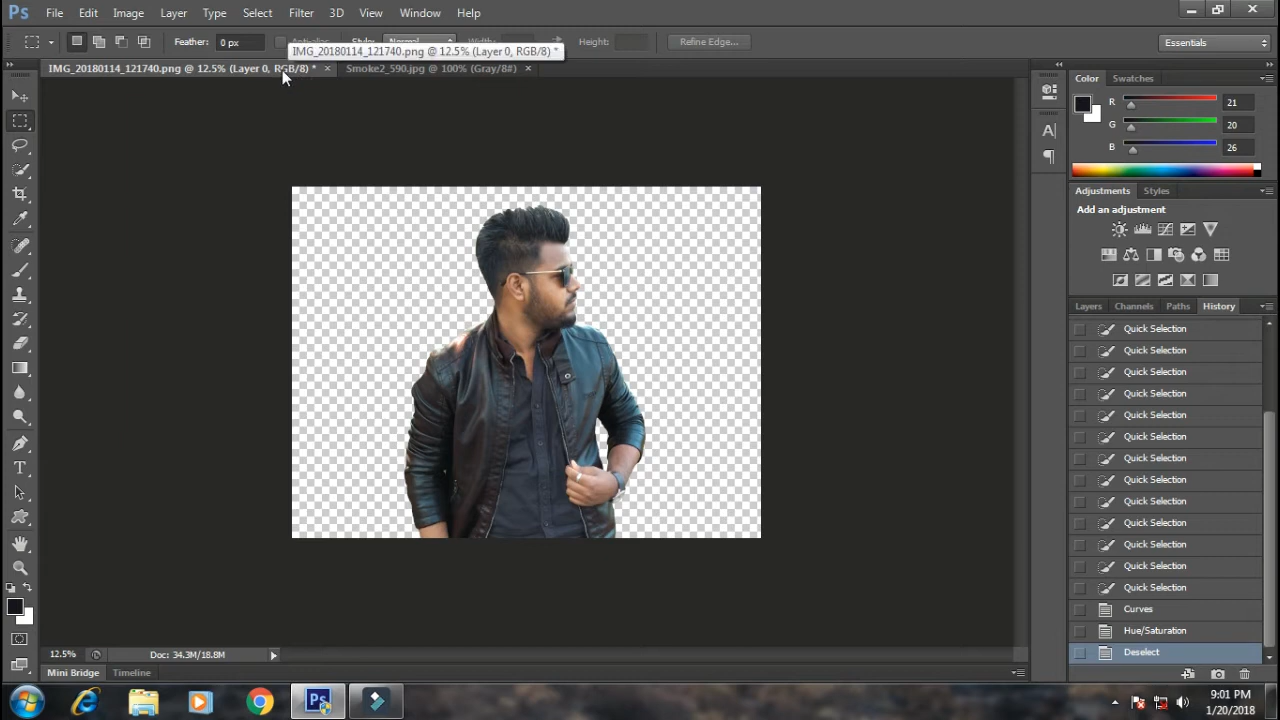 Ps File Edit Image Layer Type Select Filter 3D View Window Help
Feather: 0 px Anti-alias Style: Normal Width: Height: Refine Edge... Essentials
IMG_20180114_121740.png @ 12.5% (Layer 0, RGB/8) *
IMG_20180114_121740.png @ 12.5% (Layer 0, RGB/8) * × Smoke2_590.jpg @ 100% (Gray/8#) ×
Color Swatches
R 21
G 20
B 26
Adjustments Styles
Add an adjustment
Layers Channels Paths History
Quick Selection
Quick Selection
Quick Selection
Quick Selection
Quick Selection
Quick Selection
Quick Selection
Quick Selection
Quick Selection
Quick Selection
Quick Selection
Quick Selection
Quick Selection
Curves
Hue/Saturation
Deselect
12.5% Doc: 34.3M/18.8M
Mini Bridge Timeline
9:01 PM
1/20/2018